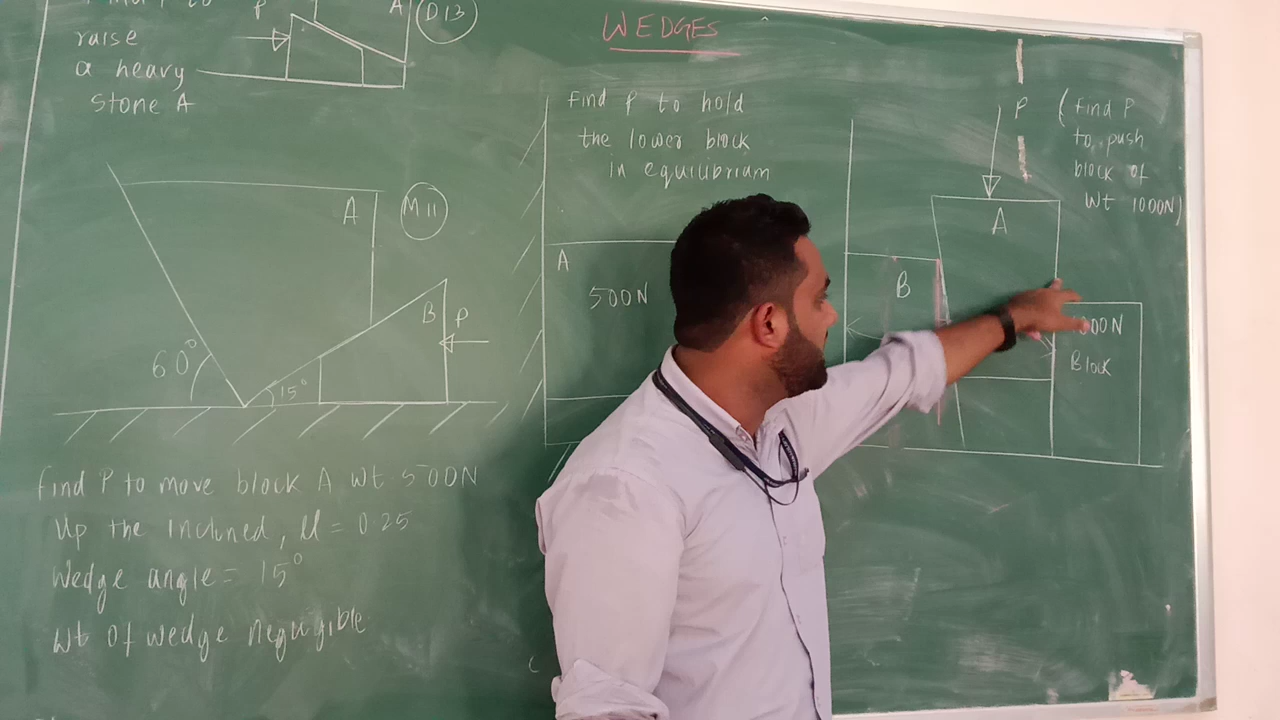 WEDGES
P
A
D13
raise
a heavy
stone A
A
M11
B
P
60°
15°
Find P to move block A wt 500N
Up the Inclined, μ = 0.25
Wedge angle = 15°
Wt of wedge negligible
Find P to hold
the lower block
in equilibrium
A
500N
P
(Find P
to push
block of
Wt 1000N)
A
B
00N
Block